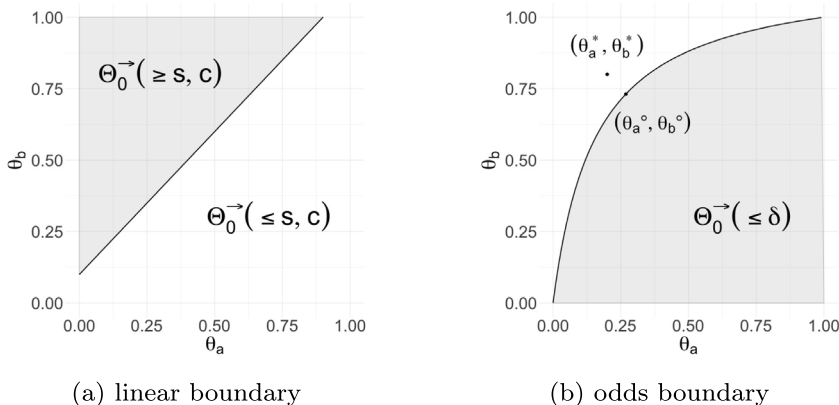 1.00
0.75
0.50
0.25
0.00
θb
Θ0→( ≥ s, c)
Θ0→( ≤ s, c)
0.00 0.25 0.50 0.75 1.00
θa
(a) linear boundary
1.00
0.75
0.50
0.25
0.00
θb
(θa*, θb*)
(θa°, θb°)
Θ0→( ≤ δ)
0.00 0.25 0.50 0.75 1.00
θa
(b) odds boundary